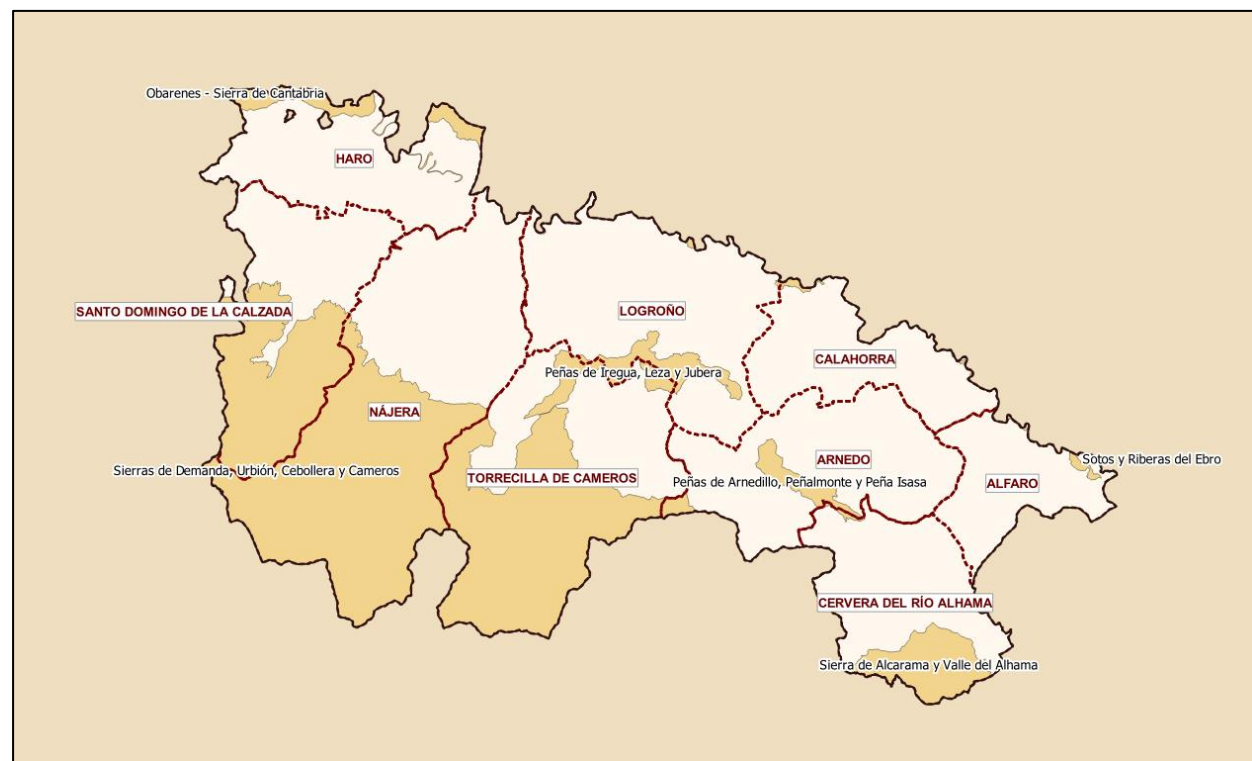 Obarenes - Sierra de Cantabria
HARO
SANTO DOMINGO DE LA CALZADA
LOGROÑO
CALAHORRA
Peñas de Iregua, Leza y Jubera
NÁJERA
ARNEDO
Sotos y Riberas del Ebro
Sierras de Demanda, Urbión, Cebollera y Cameros
TORRECILLA DE CAMEROS
Peñas de Arnedillo, Peñalmonte y Peña Isasa
ALFARO
CERVERA DEL RÍO ALHAMA
Sierra de Alcarama y Valle del Alhama